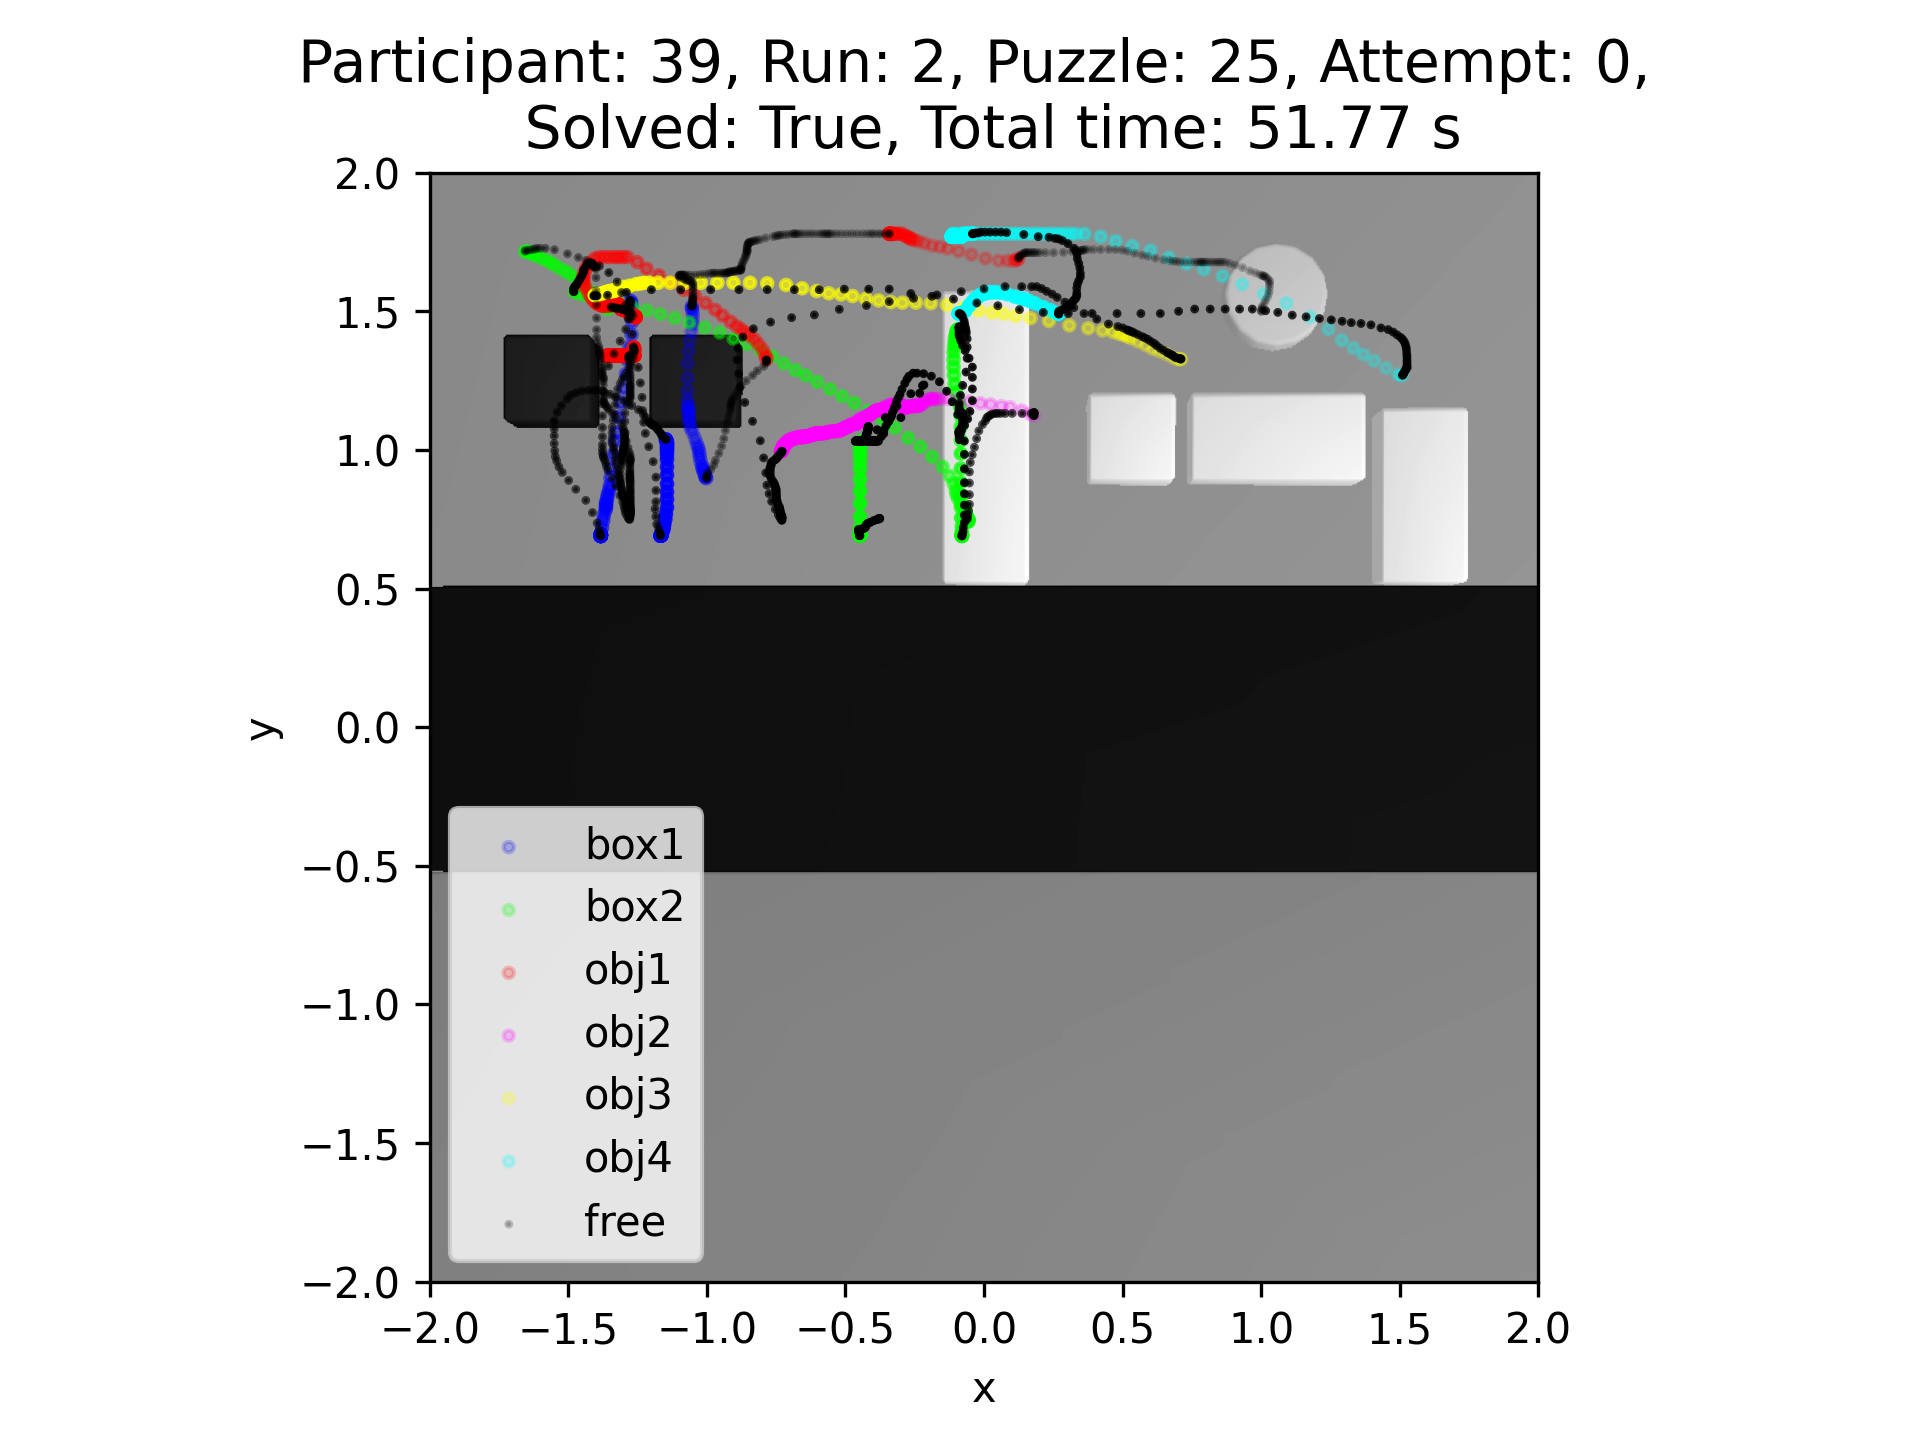 Participant: 39, Run: 2, Puzzle: 25, Attempt: 0,
Solved: True, Total time: 51.77 s
2.0
1.5
1.0
0.5
0.0
−0.5
−1.0
−1.5
−2.0
y
box1
box2
obj1
obj2
obj3
obj4
free
−2.0 −1.5 −1.0 −0.5 0.0 0.5 1.0 1.5 2.0
x